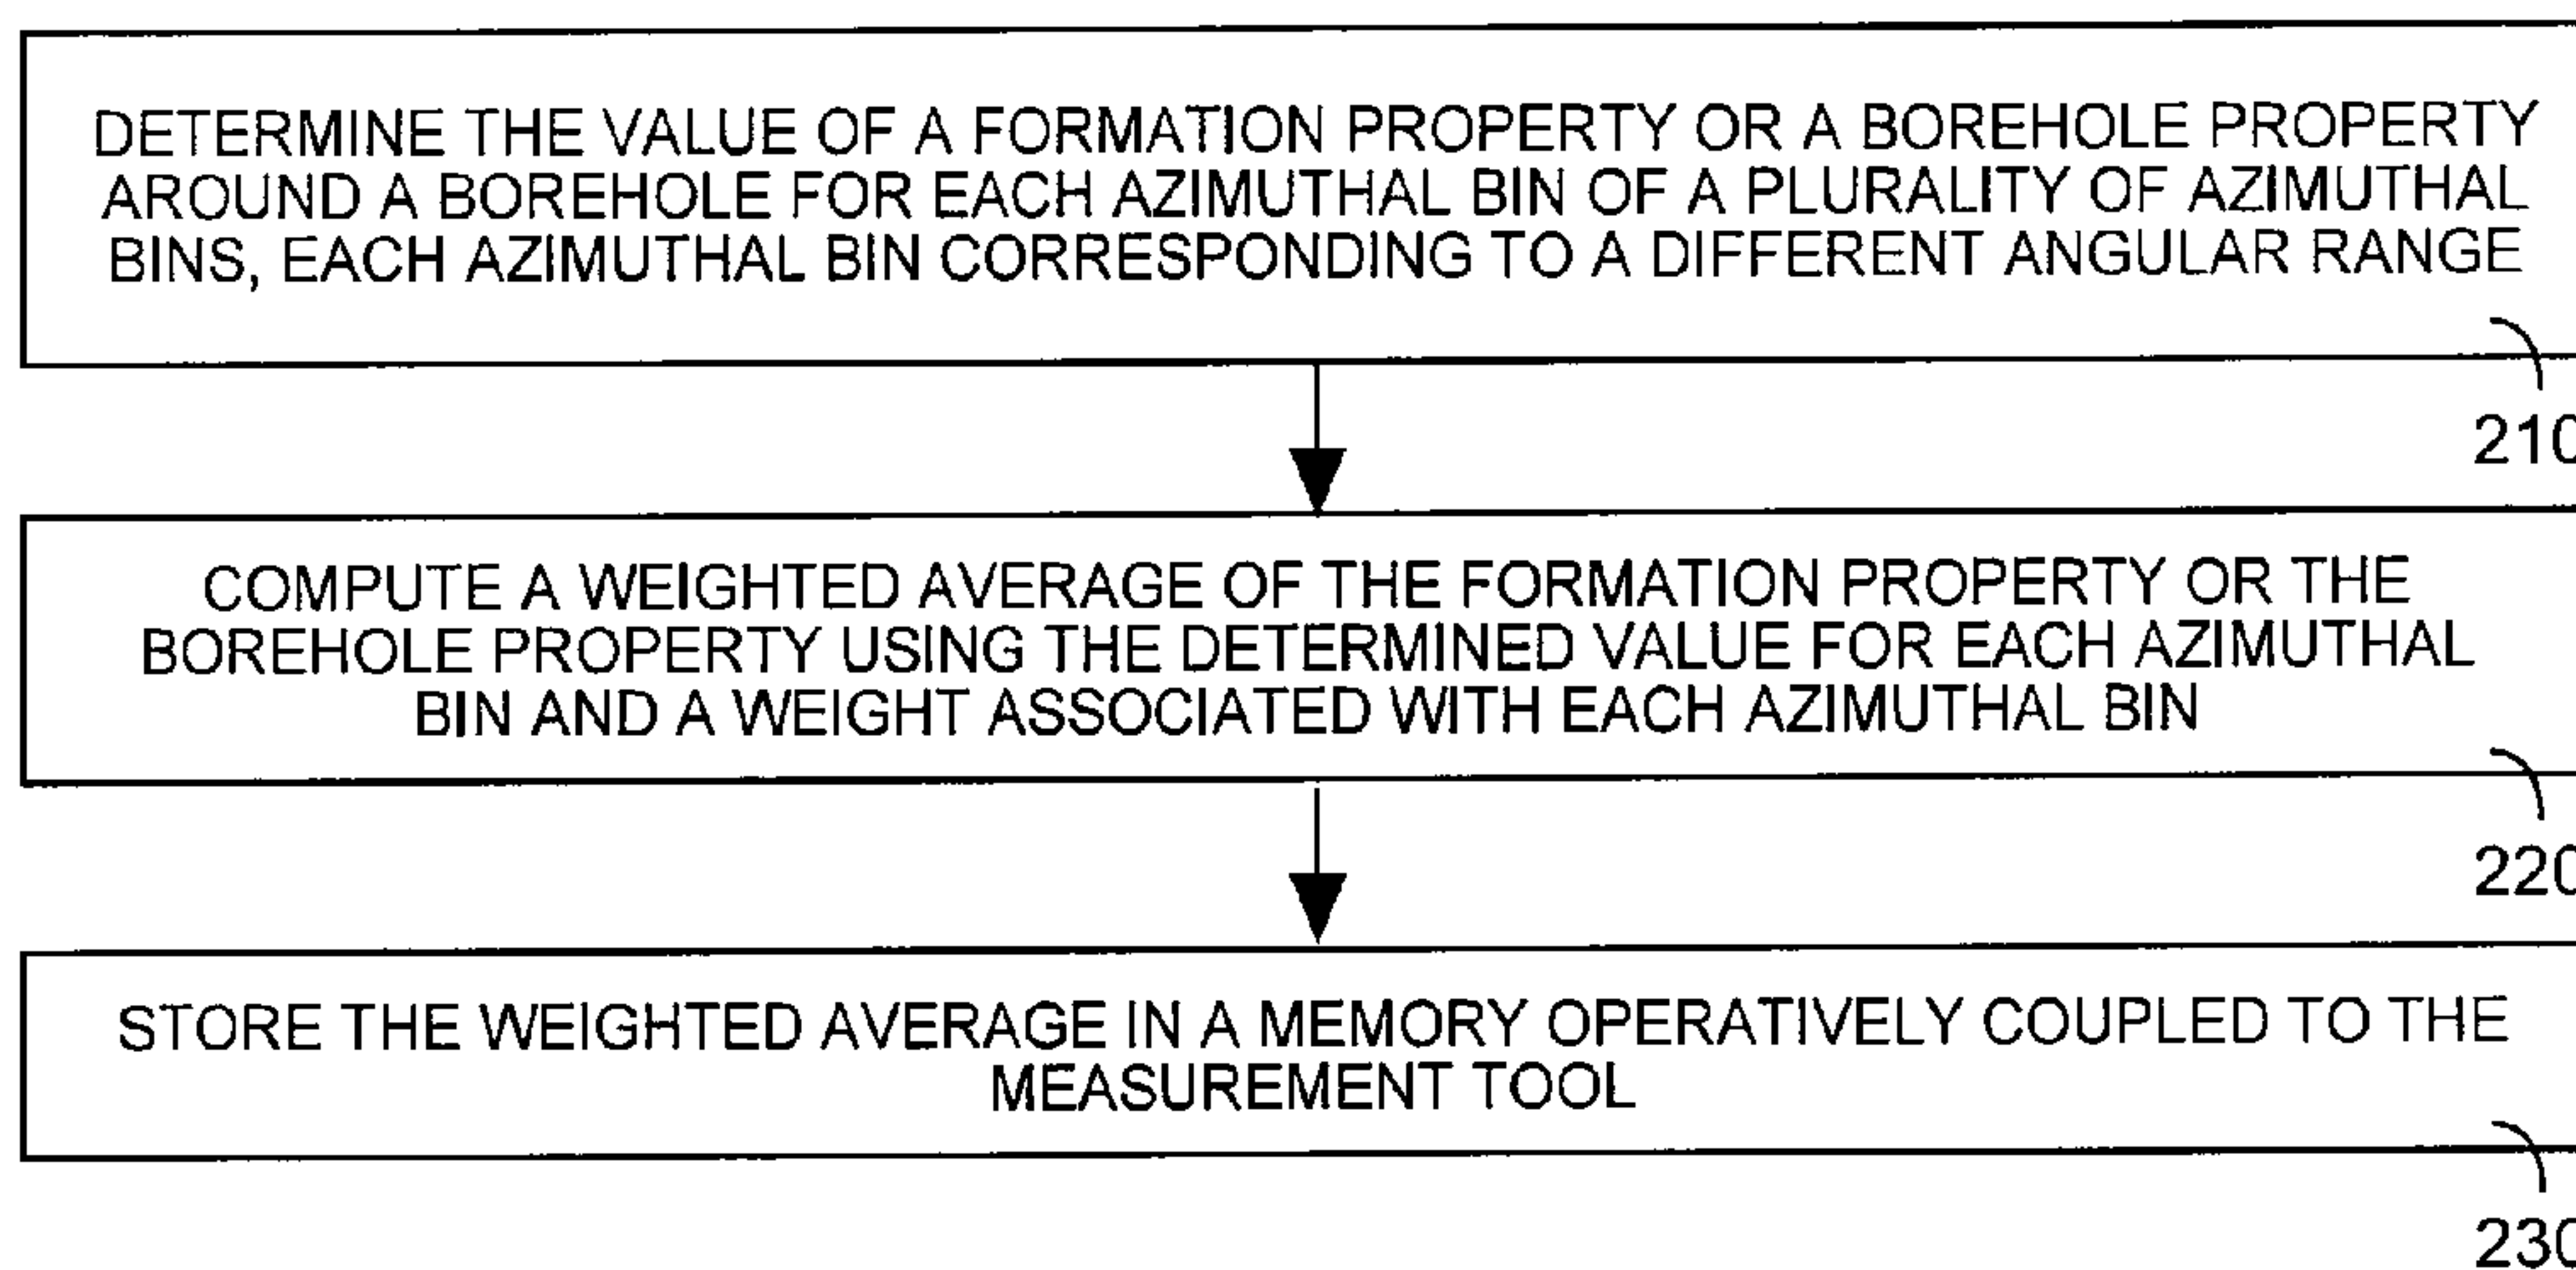 DETERMINE THE VALUE OF A FORMATION PROPERTY OR A BOREHOLE PROPERTY
AROUND A BOREHOLE FOR EACH AZIMUTHAL BIN OF A PLURALITY OF AZIMUTHAL
BINS, EACH AZIMUTHAL BIN CORRESPONDING TO A DIFFERENT ANGULAR RANGE
210
COMPUTE A WEIGHTED AVERAGE OF THE FORMATION PROPERTY OR THE
BOREHOLE PROPERTY USING THE DETERMINED VALUE FOR EACH AZIMUTHAL
BIN AND A WEIGHT ASSOCIATED WITH EACH AZIMUTHAL BIN
220
STORE THE WEIGHTED AVERAGE IN A MEMORY OPERATIVELY COUPLED TO THE
MEASUREMENT TOOL
230